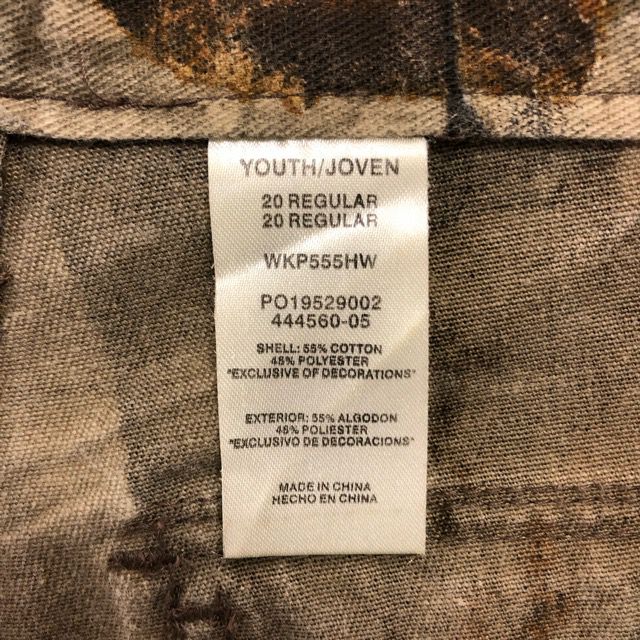 YOUTH/JOVEN
20 REGULAR
20 REGULAR
WKP555HW
PO19529002
444560-05
SHELL: 55% COTTON
45% POLYESTER
"EXCLUSIVE OF DECORATIONS"
EXTERIOR: 55% ALGODON
45% POLIESTER
"EXCLUSIVO DE DECORACIONS"
MADE IN CHINA
HECHO EN CHINA